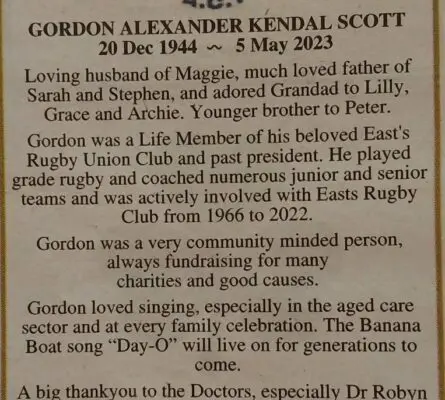 GORDON ALEXANDER KENDAL SCOTT
20 Dec 1944 ~ 5 May 2023
Loving husband of Maggie, much loved father of
Sarah and Stephen, and adored Grandad to Lilly,
Grace and Archie. Younger brother to Peter.
Gordon was a Life Member of his beloved East's
Rugby Union Club and past president. He played
grade rugby and coached numerous junior and senior
teams and was actively involved with Easts Rugby
Club from 1966 to 2022.
Gordon was a very community minded person,
always fundraising for many
charities and good causes.
Gordon loved singing, especially in the aged care
sector and at every family celebration. The Banana
Boat song “Day-O” will live on for generations to
come.
A big thankyou to the Doctors, especially Dr Robyn